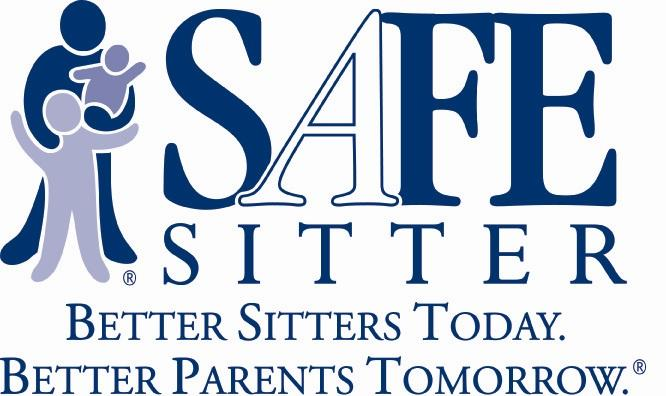 SAFE
® SITTER
BETTER SITTERS TODAY.
BETTER PARENTS TOMORROW.®